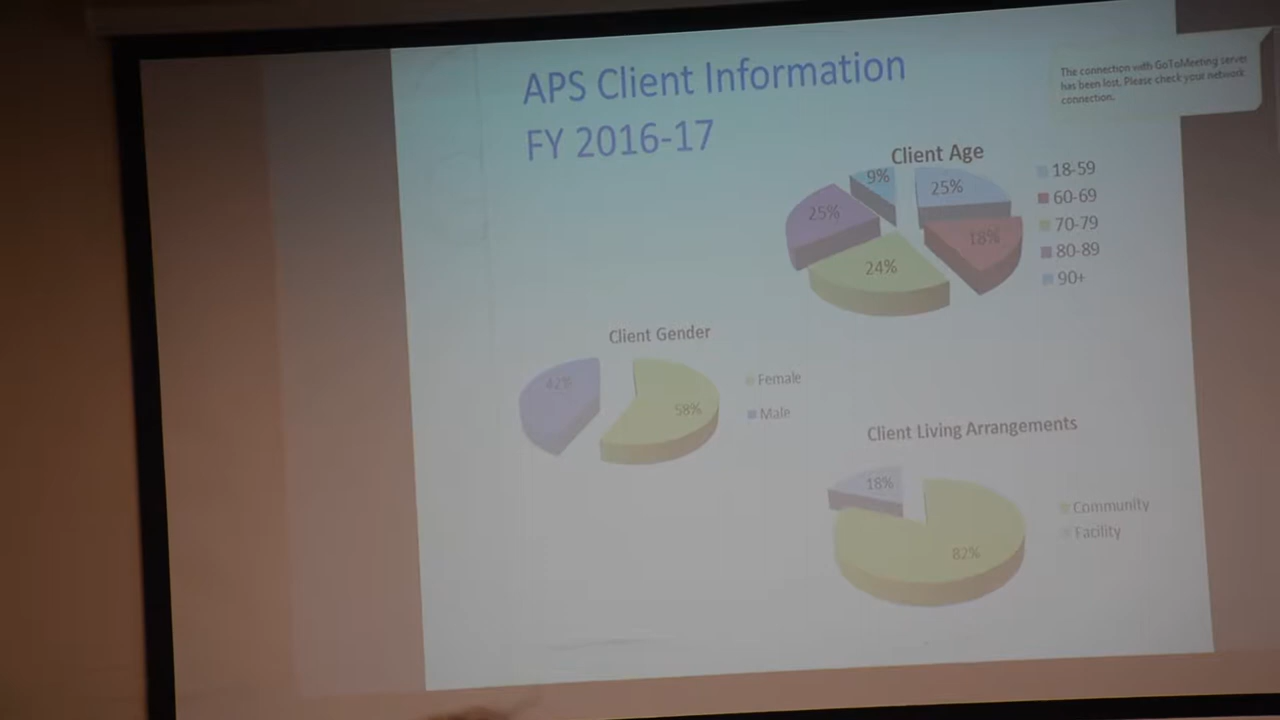 APS Client Information
FY 2016-17
The connection with GoToMeeting server
has been lost. Please check your network
connection.
Client Age
9%
25%
25%
18%
24%
18-59
60-69
70-79
80-89
90+
Client Gender
42%
58%
Female
Male
Client Living Arrangements
18%
82%
Community
Facility